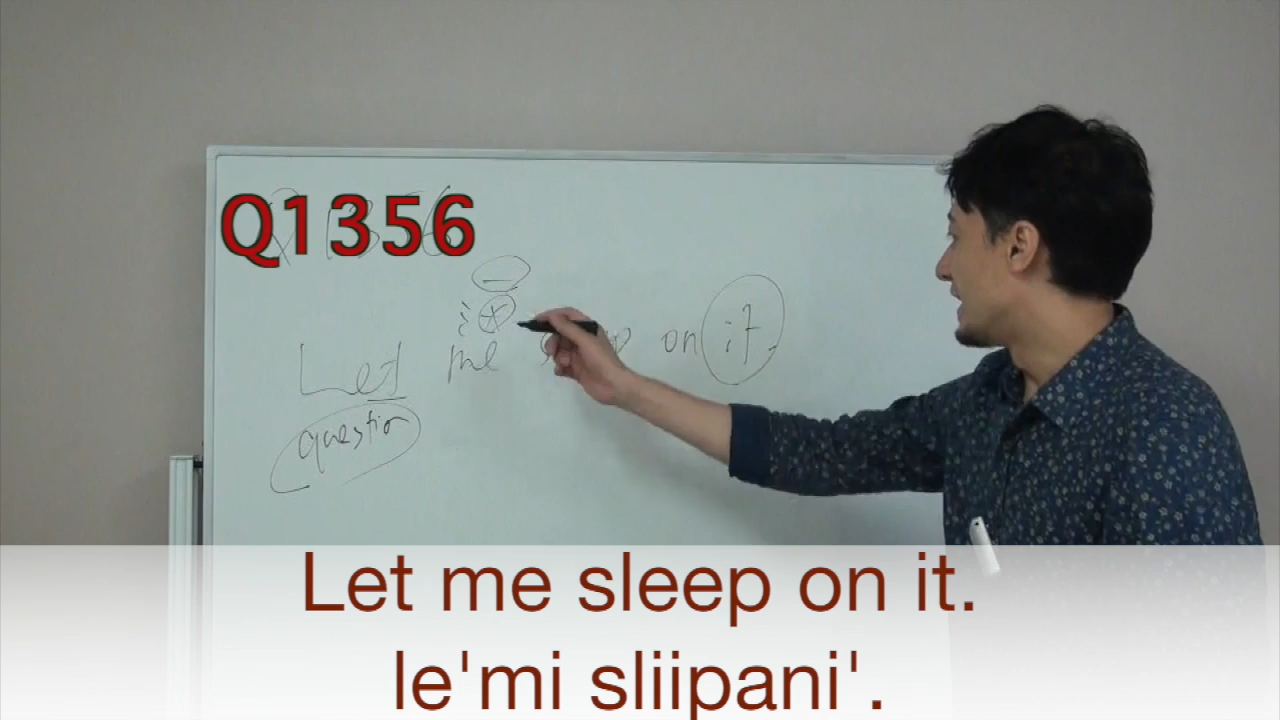 Q1356
Let me on it.
question
Let me sleep on it.
le'mi sliipani'.